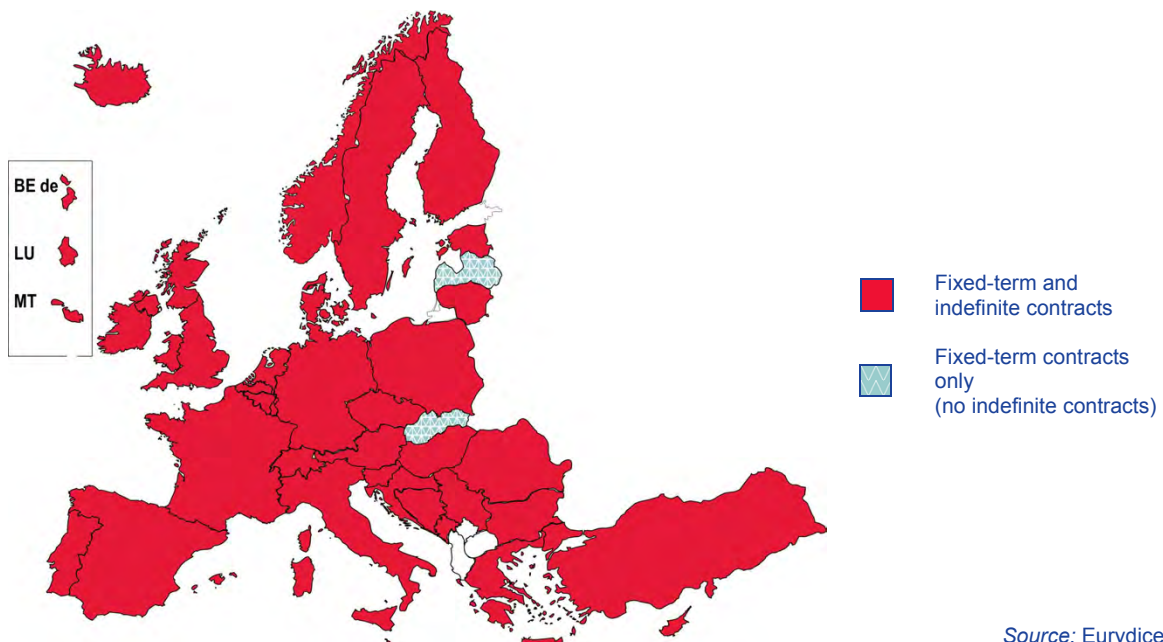 BE de
LU
MT
Fixed-term and
indefinite contracts
Fixed-term contracts
only
(no indefinite contracts)
Source: Eurydice